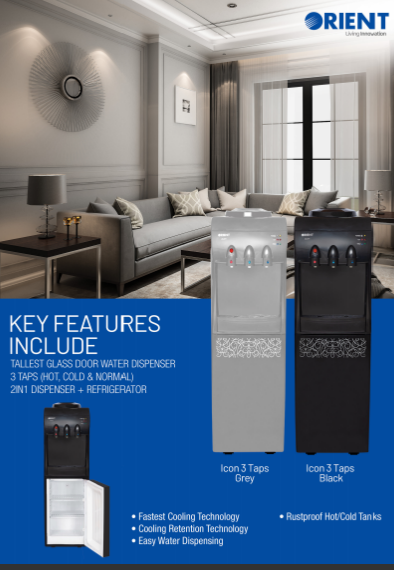 ORIENT
Living Innovation
KEY FEATURES
INCLUDE
TALLEST GLASS DOOR WATER DISPENSER
3 TAPS (HOT, COLD & NORMAL)
2IN1 DISPENSER + REFRIGERATOR
Icon 3 Taps
Grey
Icon 3 Taps
Black
• Fastest Cooling Technology
• Cooling Retention Technology
• Easy Water Dispensing
• Rustproof Hot/Cold Tanks